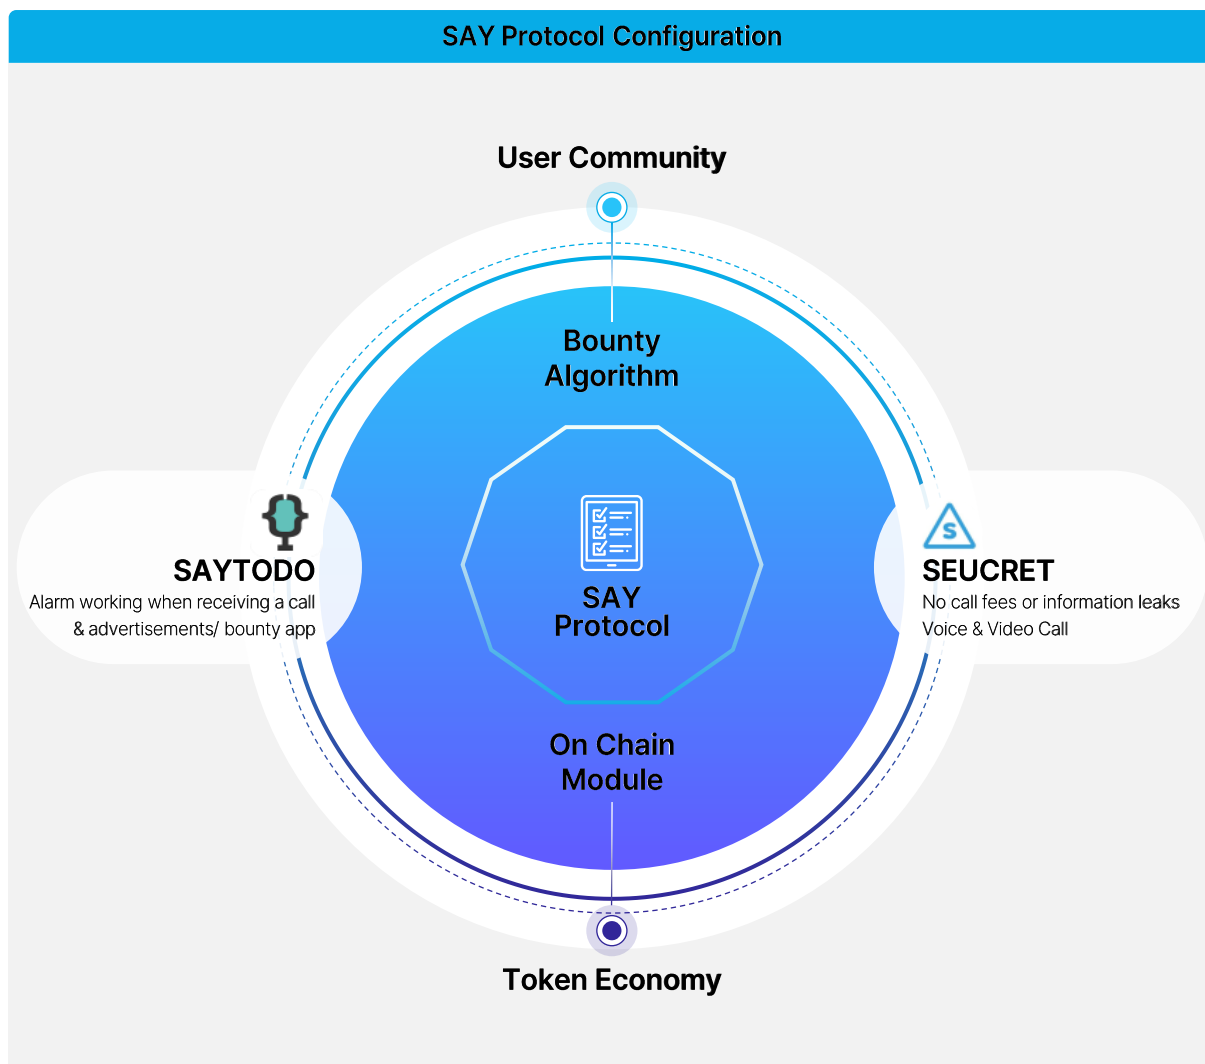 SAY Protocol Configuration
User Community
Bounty
Algorithm
SAY
Protocol
SAYTODO
Alarm working when receiving a call
& advertisements/ bounty app
S
SEUCRET
No call fees or information leaks
Voice & Video Call
On Chain
Module
Token Economy